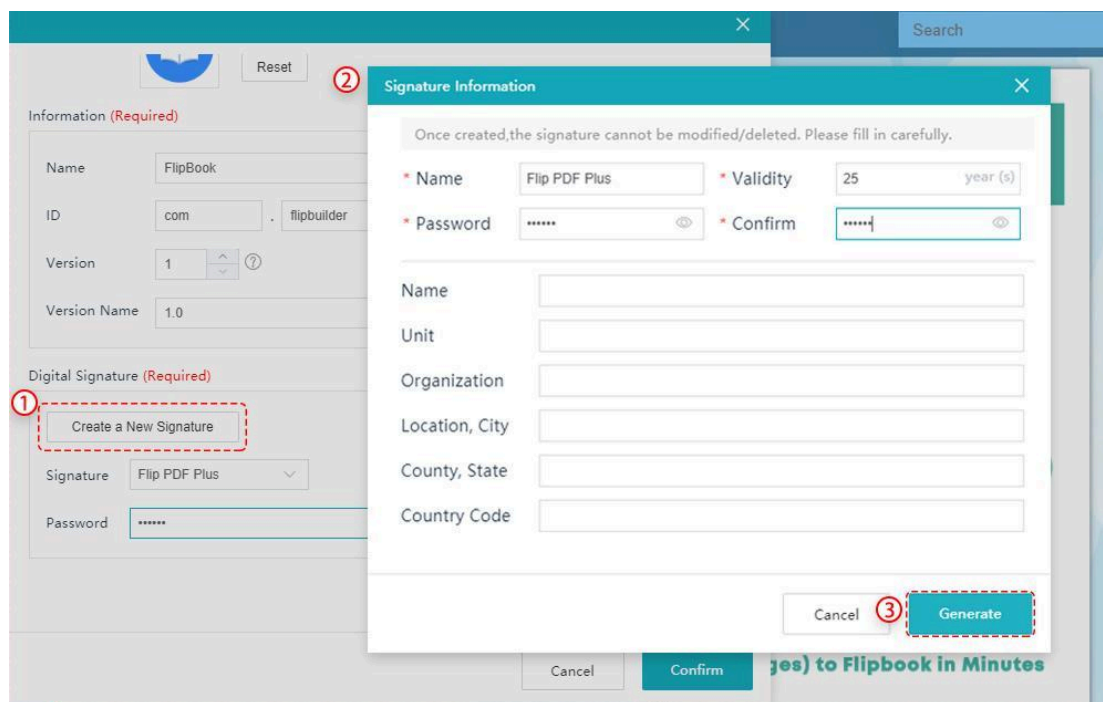 Search
Reset
Information (Required)
Name FlipBook
ID com . flipbuilder
Version 1 ?
Version Name 1.0
Digital Signature (Required)
1
Create a New Signature
Signature Flip PDF Plus
Password ••••••
Cancel Confirm
2
Signature Information
Once created,the signature cannot be modified/deleted. Please fill in carefully.
* Name Flip PDF Plus * Validity 25 year (s)
* Password •••••• * Confirm ••••••
Name
Unit
Organization
Location, City
County, State
Country Code
Cancel 3 Generate
to Flipbook in Minutes